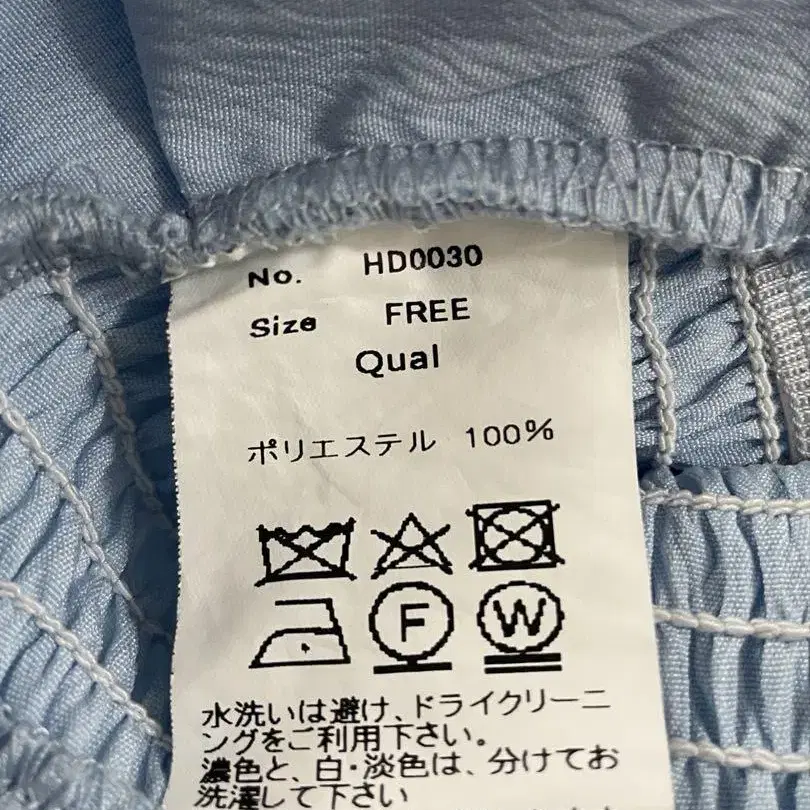 No. HD0030
Size FREE
Qual
ポリエステル 100%
F W
水洗いは避け、ドライクリーニ
ングをご利用下さい。
濃色と、白・淡色は、分けてお
洗濯して下さい